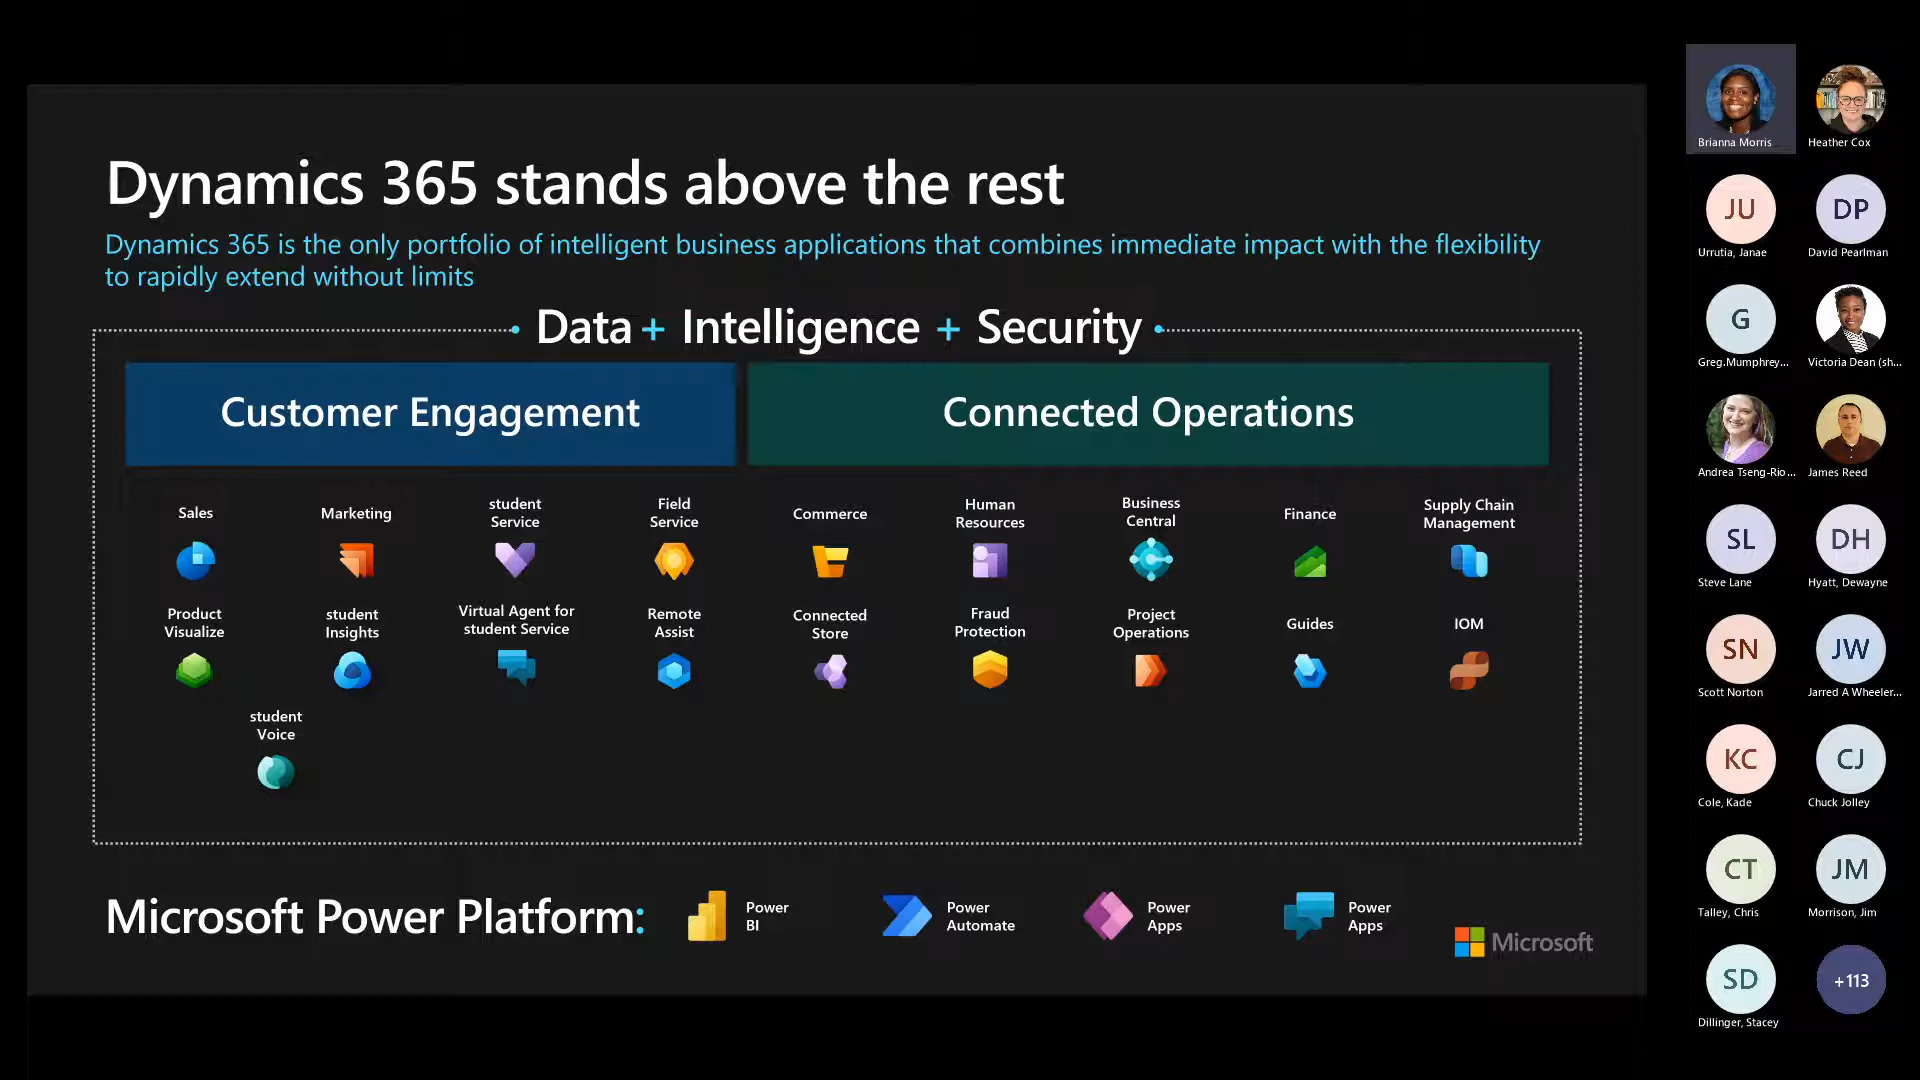 Dynamics 365 stands above the rest
Dynamics 365 is the only portfolio of intelligent business applications that combines immediate impact with the flexibility
to rapidly extend without limits
Data + Intelligence + Security
Customer Engagement
Connected Operations
Sales
Marketing
student
Service
Field
Service
Commerce
Human
Resources
Business
Central
Finance
Supply Chain
Management
Product
Visualize
student
Insights
Virtual Agent for
student Service
Remote
Assist
Connected
Store
Fraud
Protection
Project
Operations
Guides
IOM
student
Voice
Microsoft Power Platform:
Power
BI
Power
Automate
Power
Apps
Power
Apps
Microsoft
Brianna Morris
Heather Cox
JU
Urrutia, Janae
DP
David Pearlman
G
Greg.Mumphrey...
Victoria Dean (sh...
Andrea Tseng-Rio...
James Reed
SL
Steve Lane
DH
Hyatt, Dewayne
SN
Scott Norton
JW
Jarred A Wheeler...
KC
Cole, Kade
CJ
Chuck Jolley
CT
Talley, Chris
JM
Morrison, Jim
SD
Dillinger, Stacey
+113